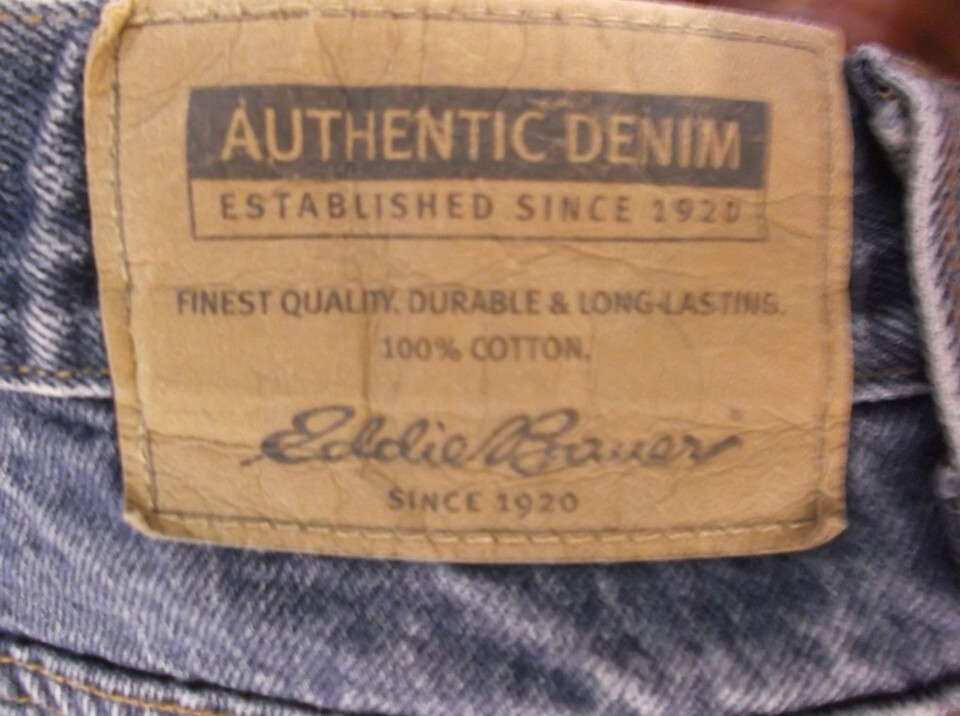 AUTHENTIC DENIM
ESTABLISHED SINCE 1920
FINEST QUALITY. DURABLE & LONG-LASTING.
100% COTTON.
Eddie Bauer
SINCE 1920